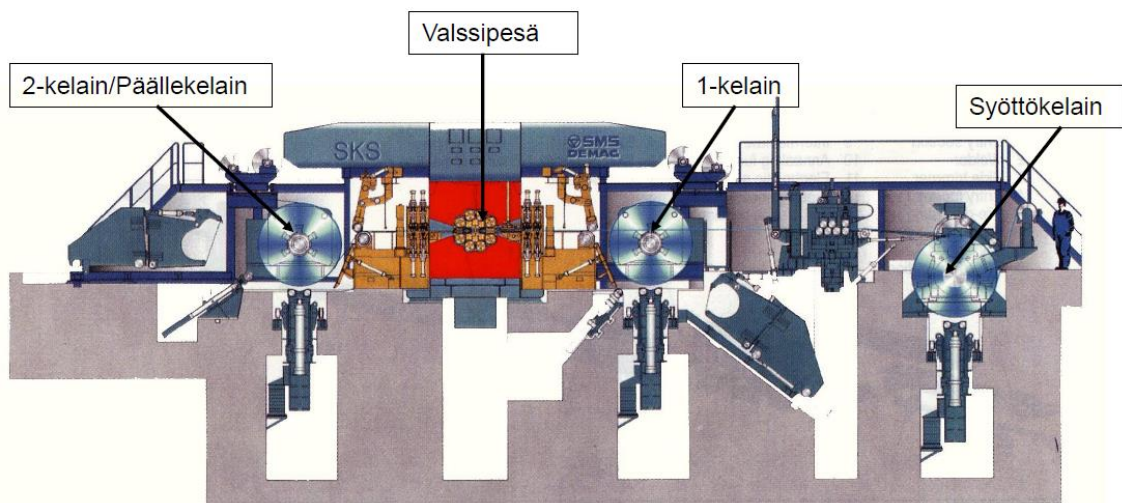 Valssipesä
2-kelain/Päällekelain
1-kelain
Syöttökelain
SKS
SMS
DEMAG